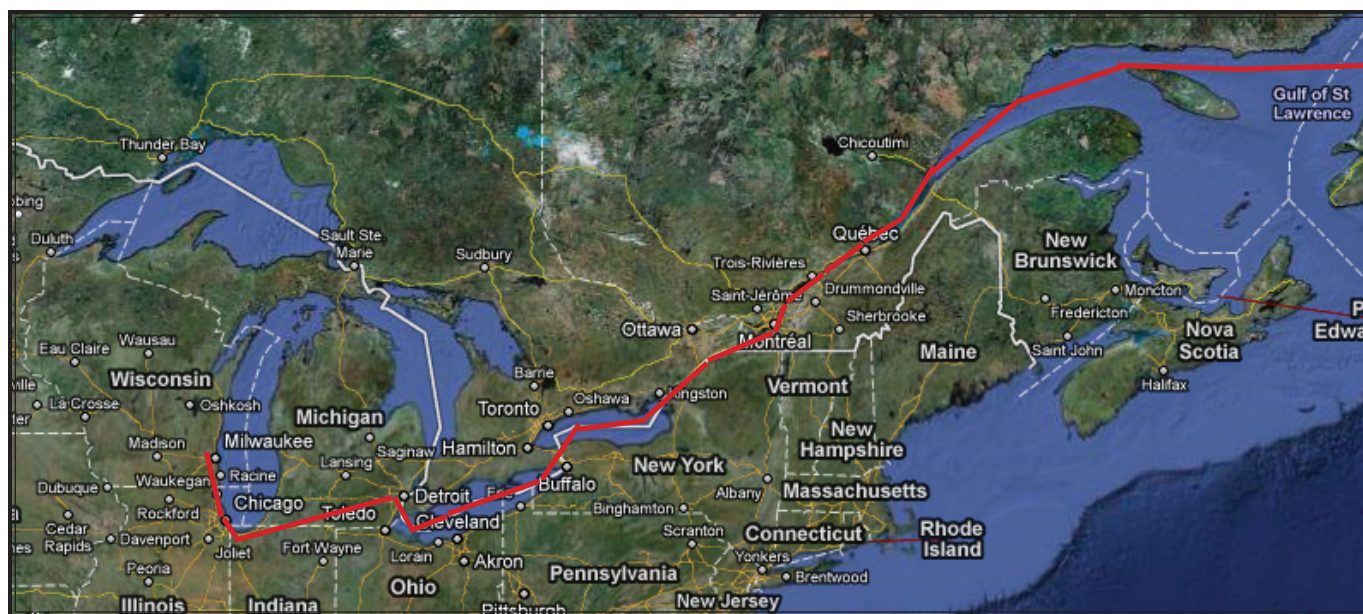 Gulf of St
Lawrence
Chicoutimi
Thunder Bay
Québec
New
Brunswick
Duluth
Sault Ste
Marie
Sudbury
Trois-Rivières
Moncton
Saint-Jérôme
Drummondville
Fredericton
Ottawa
Sherbrooke
Nova
Scotia
Montréal
Maine
Saint John
Wausau
Eau Claire
Halifax
Wisconsin
Barrie
Vermont
La Crosse
Oshkosh
Michigan
Toronto
Oshawa
Kingston
Madison
Milwaukee
Saginaw
Hamilton
New
Hampshire
Racine
Lansing
New York
Dubuque
Waukegan
Detroit
Erie
Buffalo
Albany
Massachusetts
Rockford
Chicago
Toledo
Cleveland
Binghamton
Cedar
Rapids
Davenport
Joliet
Fort Wayne
Lorain
Akron
Scranton
Connecticut
Rhode
Island
Yonkers
Brentwood
Peoria
Ohio
Pennsylvania
Illinois
Indiana
Pittsburgh
New Jersey